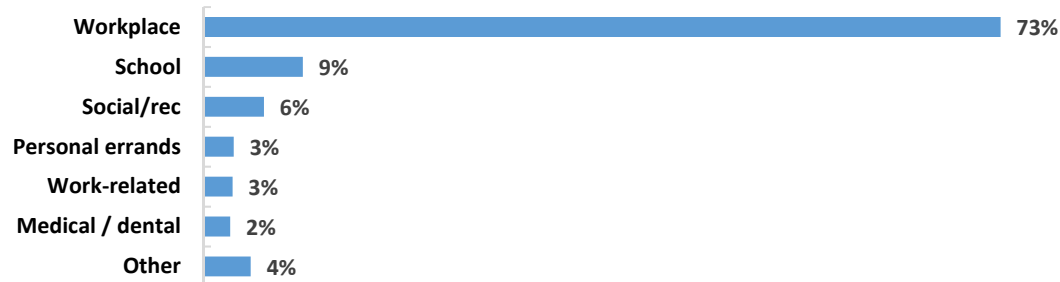 Workplace 73%
School 9%
Social/rec 6%
Personal errands 3%
Work-related 3%
Medical / dental 2%
Other 4%